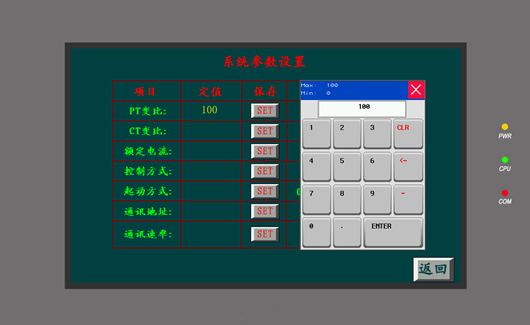 系统参数设置
项目 定值 保存
PT变比: 100 SET
CT变比: SET
额定电流: SET
控制方式: SET
起动方式: SET
通讯地址: SET
通讯速率: SET
Max: 100
Min: 0
100
1 2 3 CLR
4 5 6 <-
7 8 9 -
0 . ENTER
返回
PWR
CPU
COM